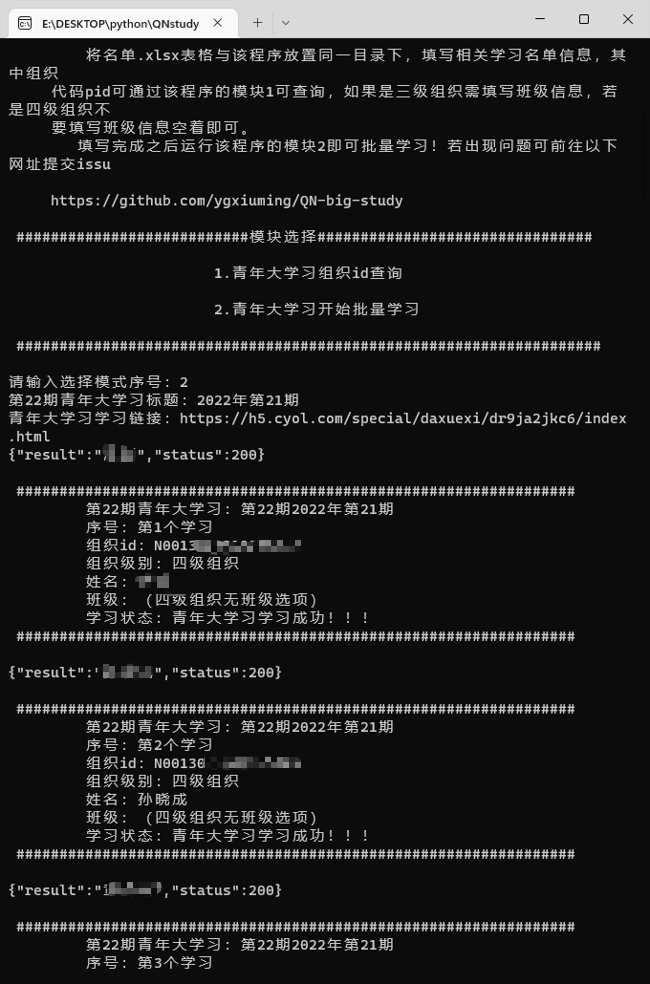 E:\DESKTOP\python\QNstudy
将名单.xlsx表格与该程序放置同一目录下，填写相关学习名单信息，其
中组织
代码pid可通过该程序的模块1可查询，如果是三级组织需填写班级信息，若
是四级组织不
要填写班级信息空着即可。
填写完成之后运行该程序的模块2即可批量学习！若出现问题可前往以下
网址提交issu
https://github.com/ygxiuming/QN-big-study
###########################模块选择################################
1.青年大学习组织id查询
2.青年大学习开始批量学习
####################################################################
请输入选择模式序号：2
第22期青年大学习标题：2022年第21期
青年大学习学习链接：https://h5.cyol.com/special/daxuexi/dr9ja2jkc6/index
.html
{"result":"","status":200}
#################################################################
第22期青年大学习：第22期2022年第21期
序号：第1个学习
组织id：N0013
组织级别：四级组织
姓名：
班级：（四级组织无班级选项）
学习状态：青年大学习学习成功！！！
#################################################################
{"result":"","status":200}
#################################################################
第22期青年大学习：第22期2022年第21期
序号：第2个学习
组织id：N00130
组织级别：四级组织
姓名：孙晓成
班级：（四级组织无班级选项）
学习状态：青年大学习学习成功！！！
#################################################################
{"result":"","status":200}
#################################################################
第22期青年大学习：第22期2022年第21期
序号：第3个学习